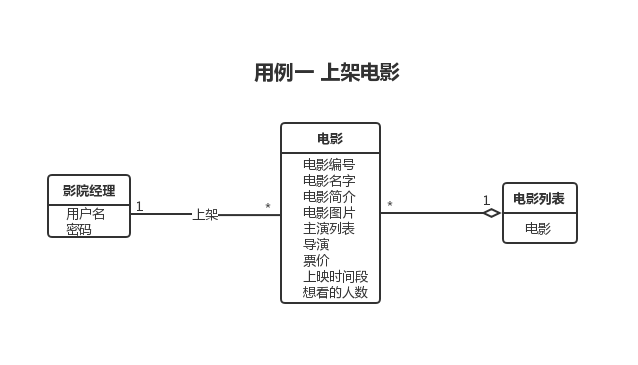 用例一 上架电影
影院经理
用户名
密码
1
上架
*
电影
电影编号
电影名字
电影简介
电影图片
主演列表
导演
票价
上映时间段
想看的人数
*
1
电影列表
电影